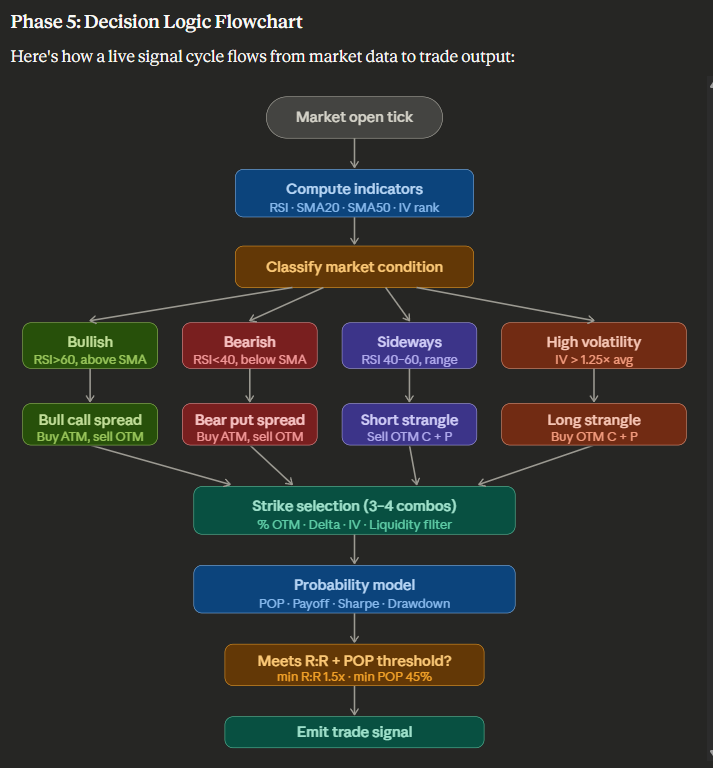 Phase 5: Decision Logic Flowchart
Here's how a live signal cycle flows from market data to trade output:
Market open tick
Compute indicators
RSI · SMA20 · SMA50 · IV rank
Classify market condition
Bullish
RSI>60, above SMA
Bearish
RSI<40, below SMA
Sideways
RSI 40–60, range
High volatility
IV > 1.25× avg
Bull call spread
Buy ATM, sell OTM
Bear put spread
Buy ATM, sell OTM
Short strangle
Sell OTM C + P
Long strangle
Buy OTM C + P
Strike selection (3–4 combos)
% OTM · Delta · IV · Liquidity filter
Probability model
POP · Payoff · Sharpe · Drawdown
Meets R:R + POP threshold?
min R:R 1.5x · min POP 45%
Emit trade signal